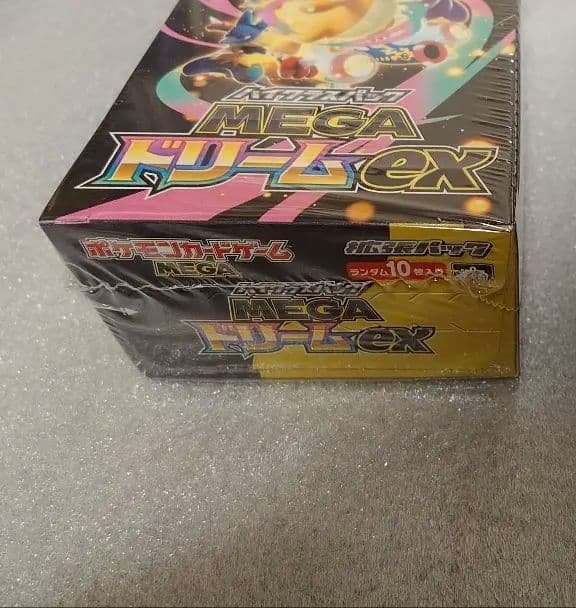 ハイクラスパック
MEGA
ドリームex
ポケモンカードゲーム
MEGA
拡張パック
ランダム10枚入り
ハイクラスパック
MEGA
ドリームex